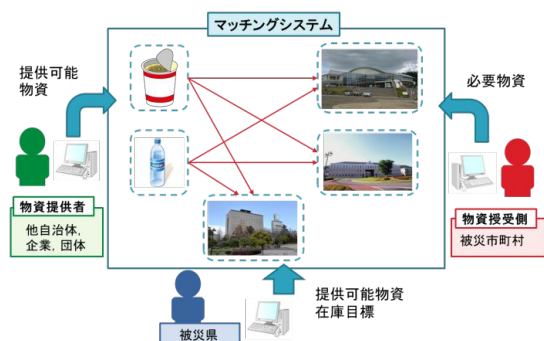 マッチングシステム
提供可能
物資
必要物資
物資提供者
他自治体,
企業, 団体
物資授受側
被災市町村
提供可能物資
在庫目標
被災県